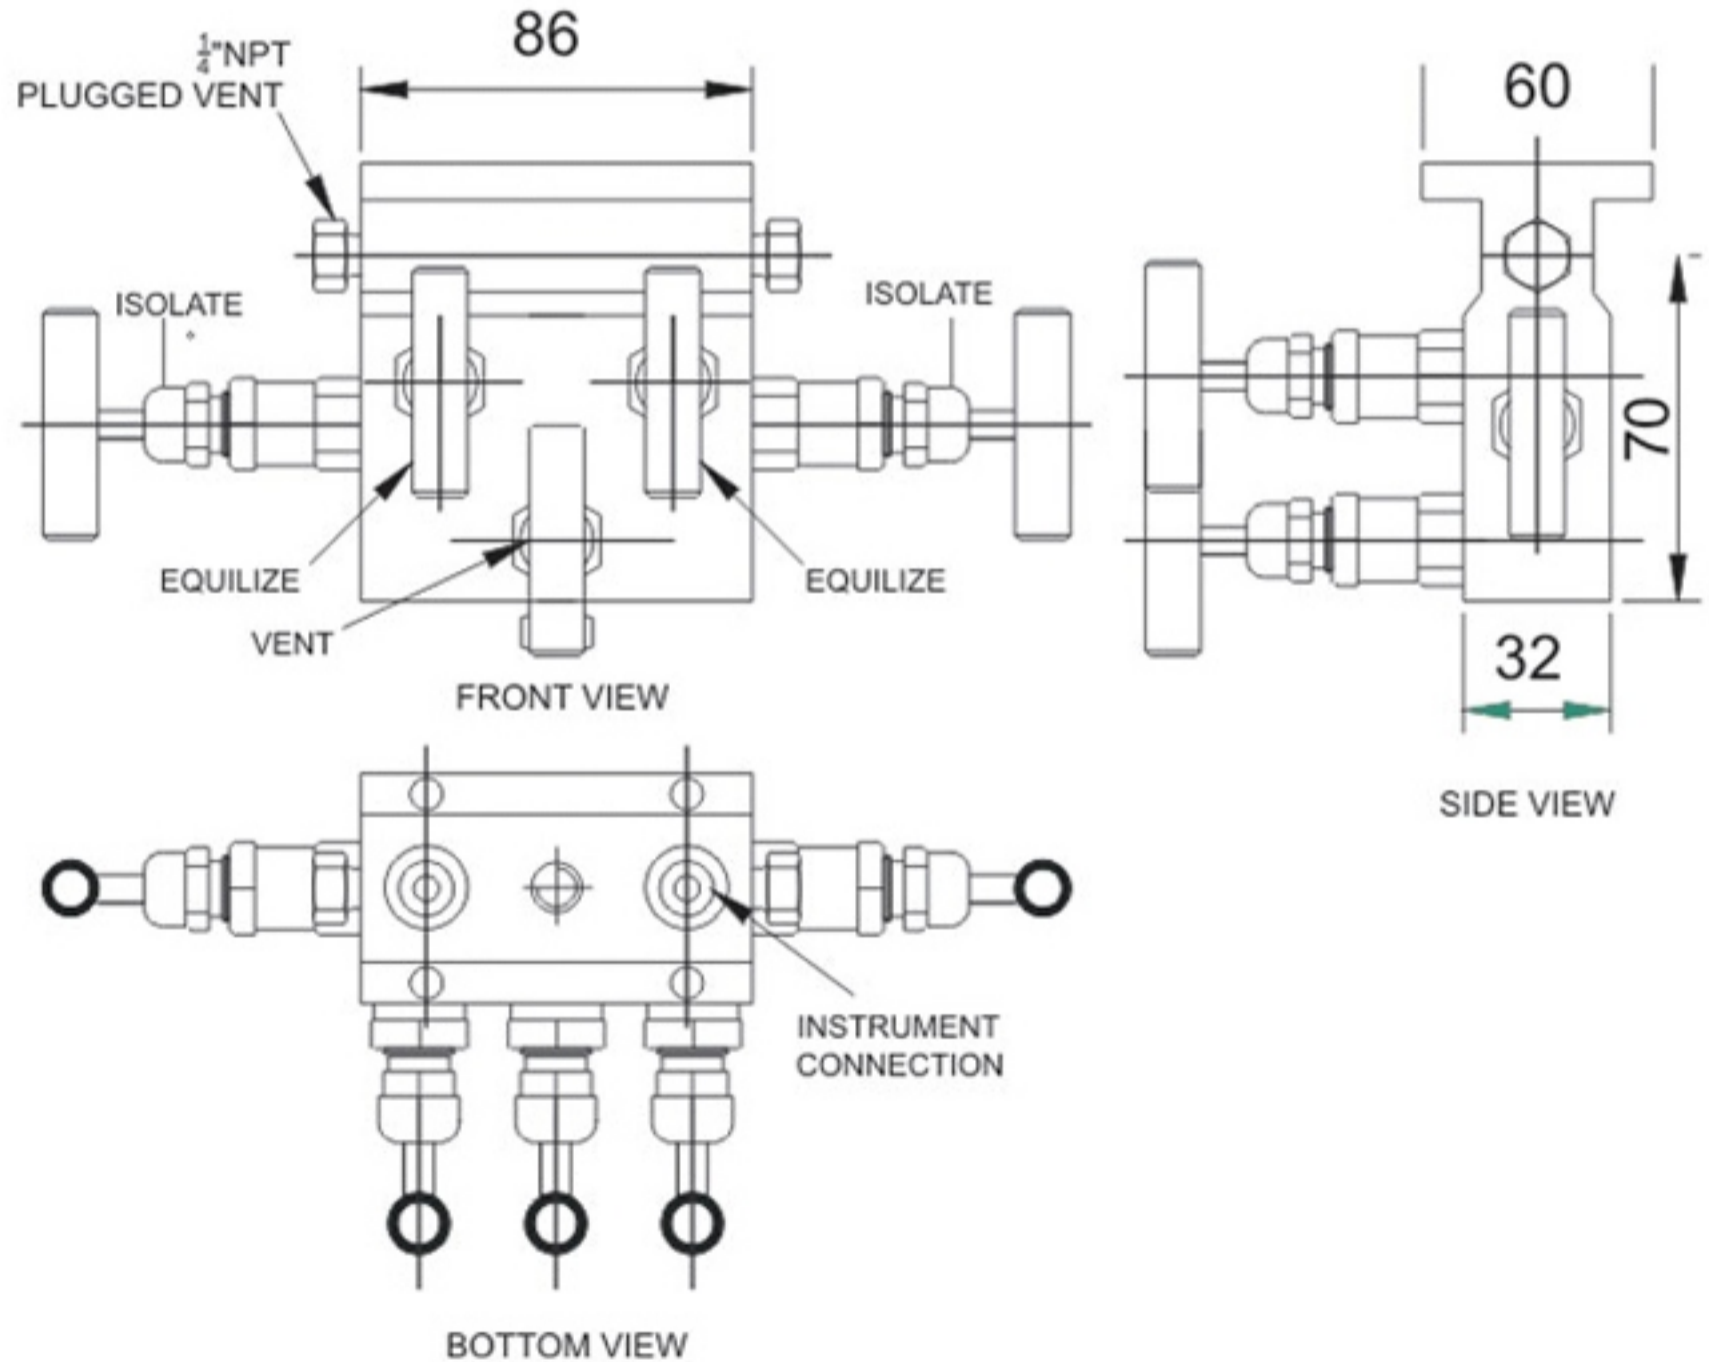 86
¼"NPT
PLUGGED VENT
60
ISOLATE
ISOLATE
70
EQUILIZE
EQUILIZE
VENT
32
FRONT VIEW
SIDE VIEW
INSTRUMENT
CONNECTION
BOTTOM VIEW